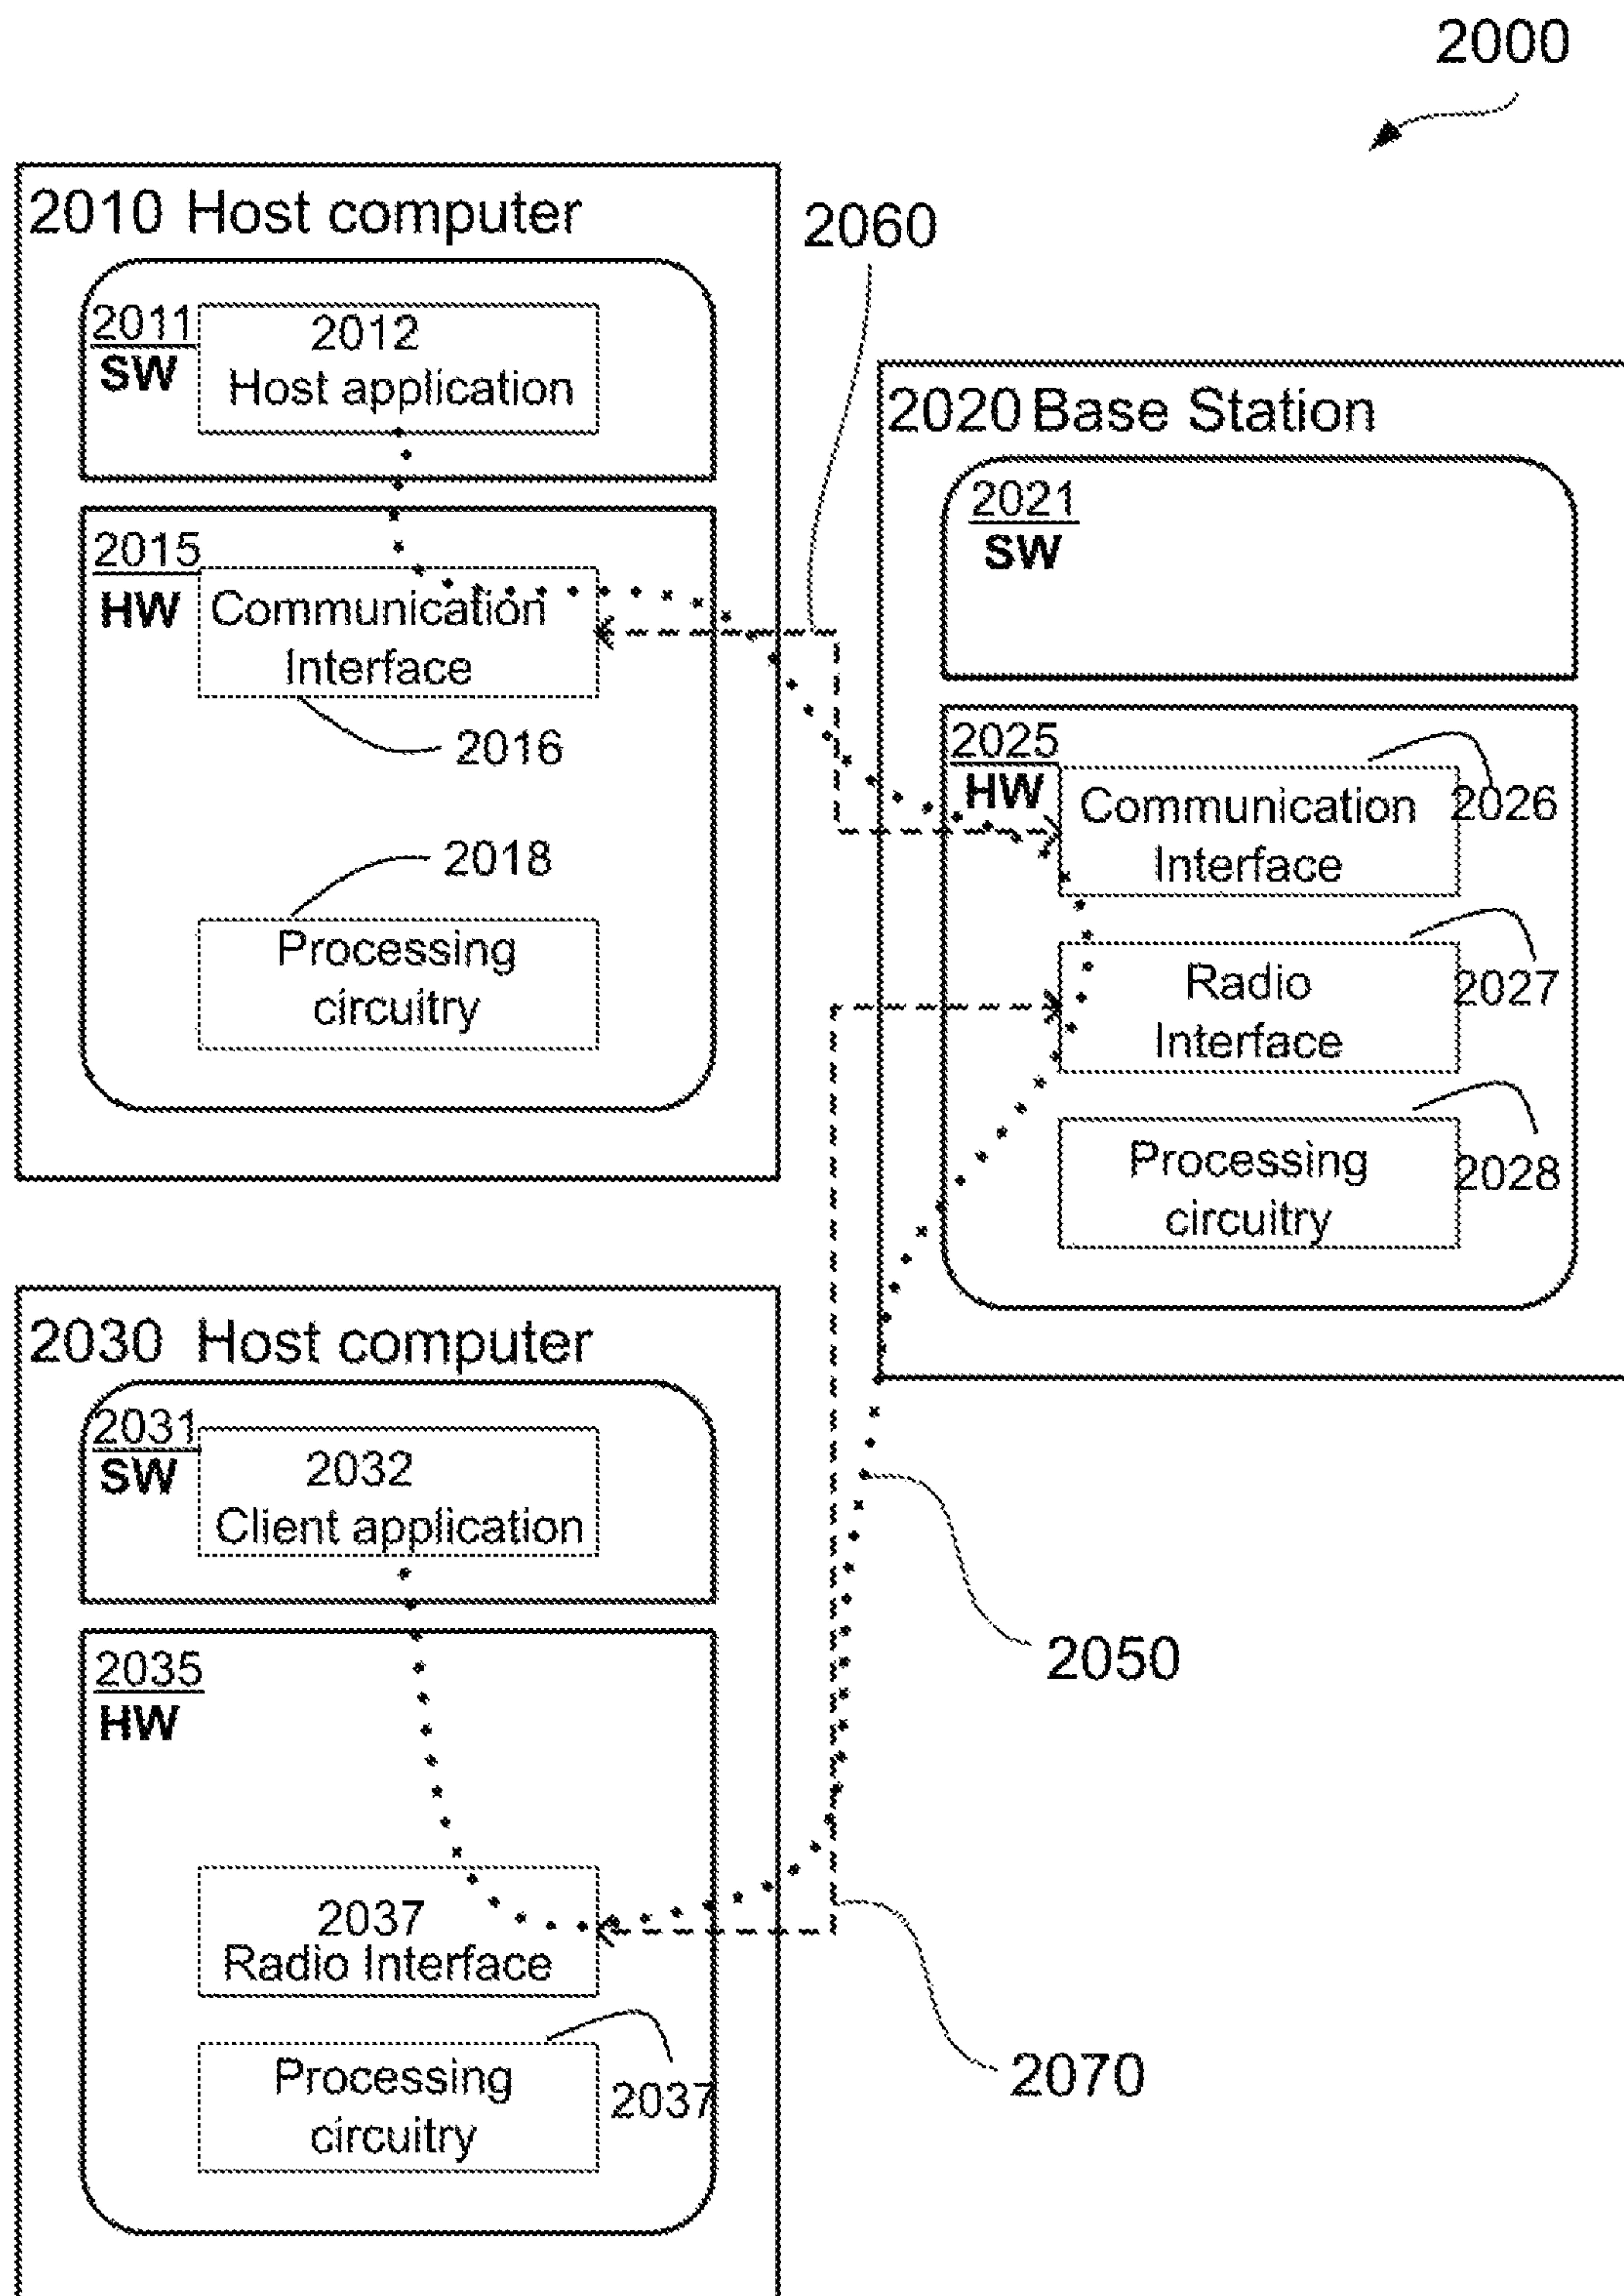 2000
2010 Host computer
2011
SW
2012
Host application
2060
2015
HW
Communication
Interface
2016
2018
Processing
circuitry
2020 Base Station
2021
SW
2025
HW
Communication
Interface
2026
Radio
Interface
2027
Processing
circuitry
2028
2030 Host computer
2031
SW
2032
Client application
2035
HW
2037
Radio Interface
Processing
circuitry
2037
2050
2070